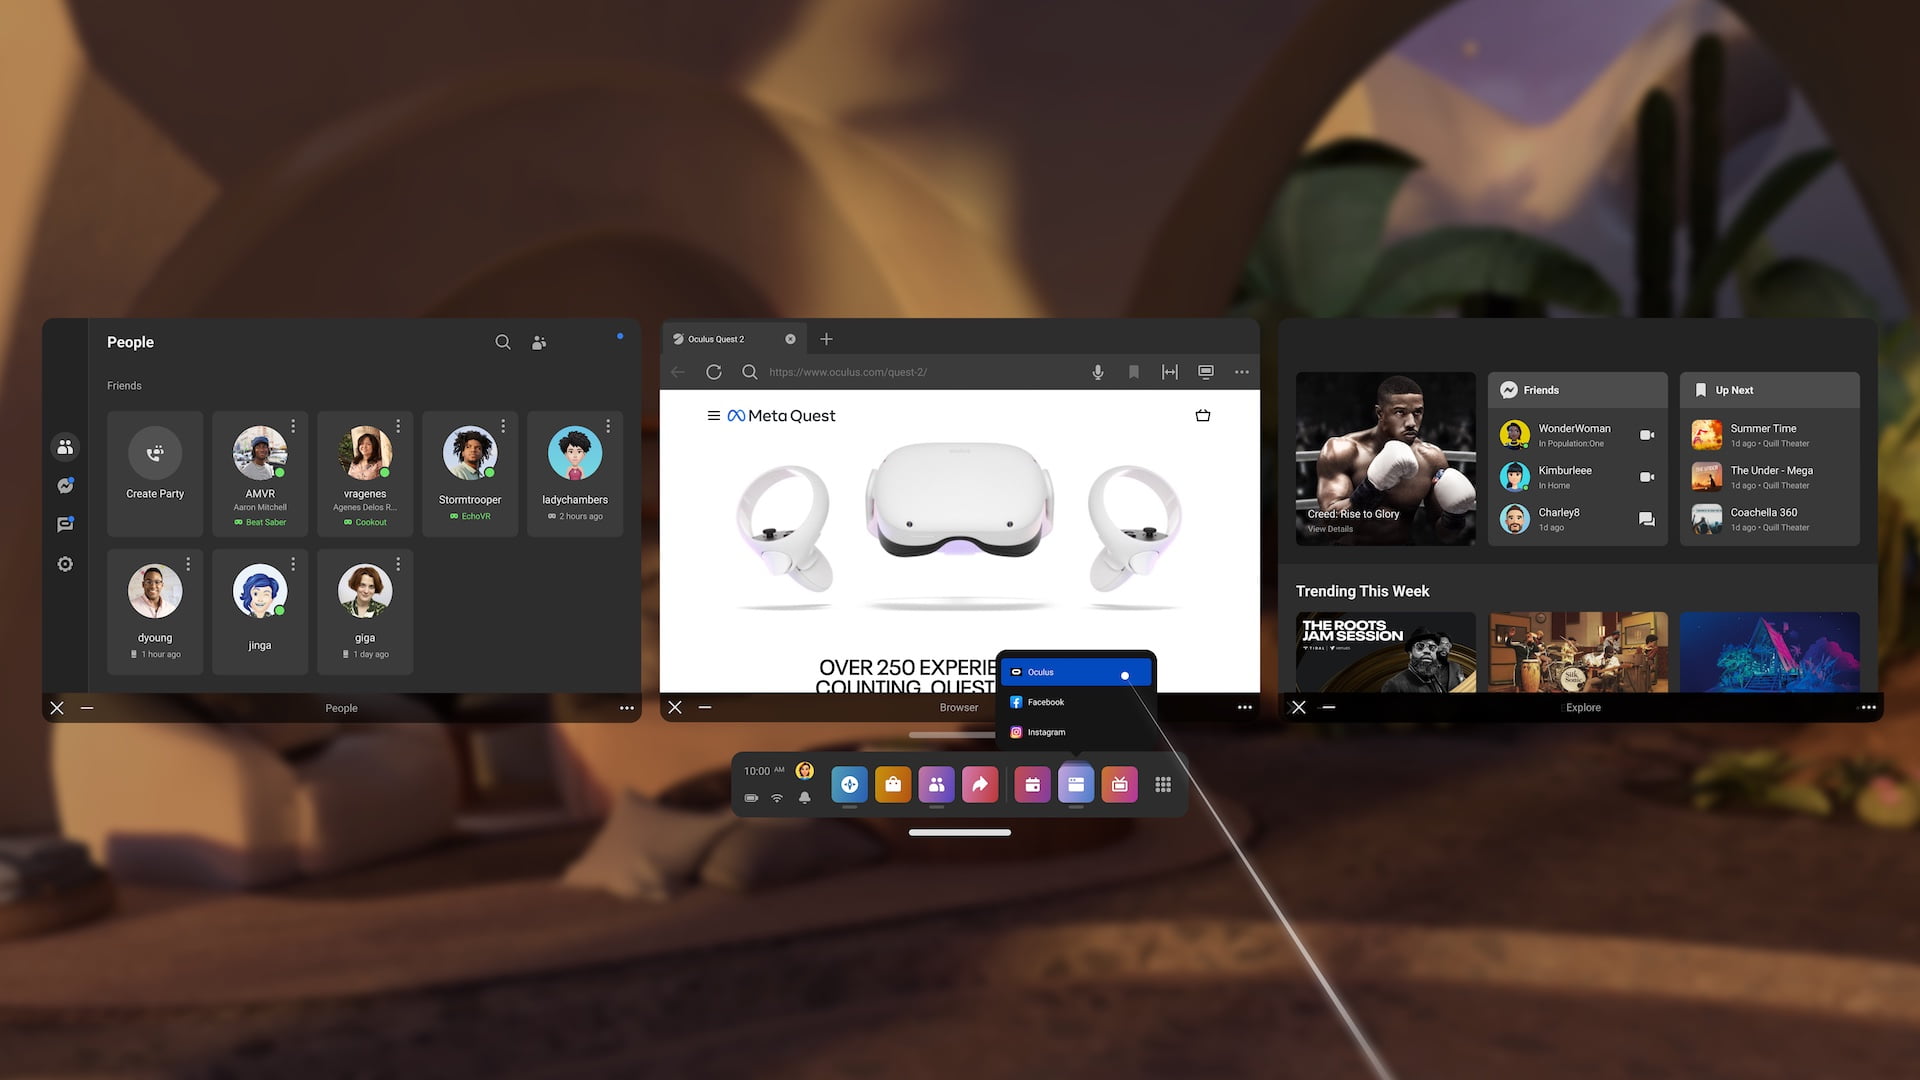 People
Friends
Create Party
AMVR
Aaron Mitchell
Beat Saber
vragenes
Agenes Delos R...
Cookout
Stormtrooper
EchoVR
ladychambers
2 hours ago
dyoung
1 hour ago
jinga
giga
1 day ago
People
Oculus Quest 2
https://www.oculus.com/quest-2/
Meta Quest
OVER 250 EXPERIE
COUNTING. QUEST
Browser
Oculus
Facebook
Instagram
10:00 AM
Creed: Rise to Glory
View Details
Friends
WonderWoman
In Population:One
Kimburleee
In Home
Charley8
1d ago
Up Next
Summer Time
1d ago • Quill Theater
The Under - Mega
1d ago • Quill Theater
Coachella 360
1d ago • Quill Theater
Trending This Week
THE ROOTS
JAM SESSION
TIDAL
Silk
Sonic
Explore